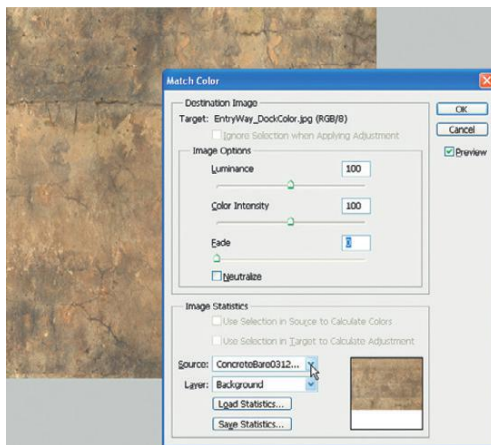 Match Color
Destination Image
Target: EntryWay_DockColor.jpg (RGB/8)
Ignore Selection when Applying Adjustment
Image Options
Luminance 100
Color Intensity 100
Fade 0
Neutralize
OK
Cancel
Preview
Image Statistics
Use Selection in Source to Calculate Colors
Use Selection in Target to Calculate Adjustment
Source: ConcreteBare0312...
Layer: Background
Load Statistics...
Save Statistics...